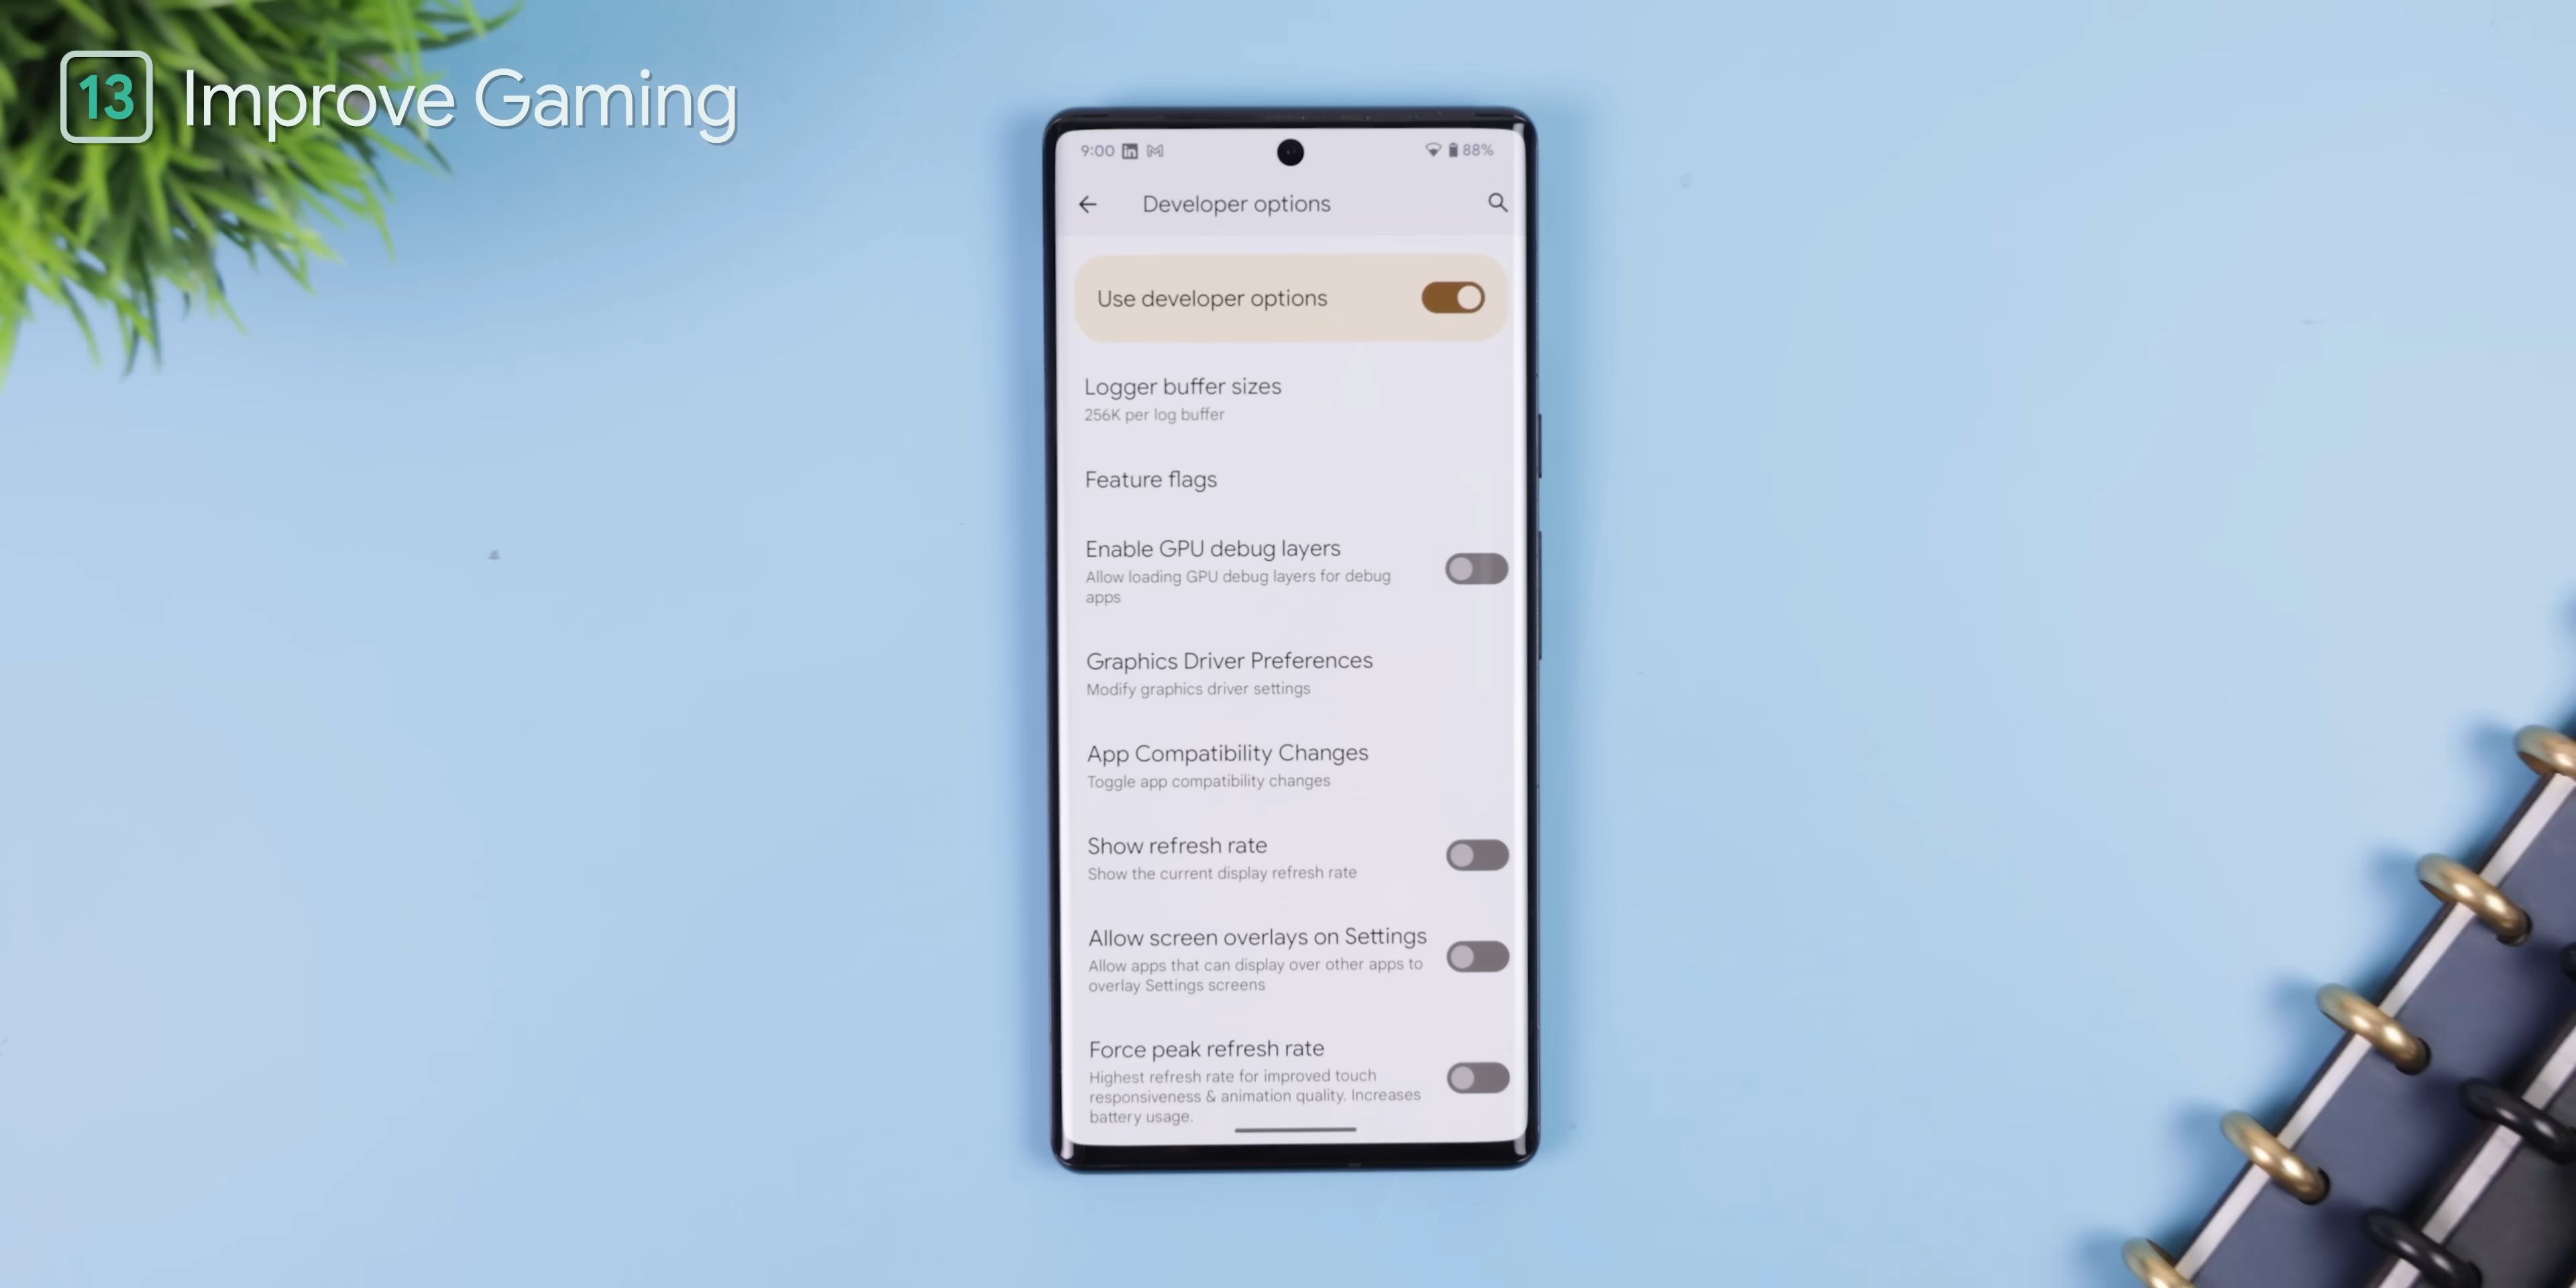 13 Improve Gaming
9:00 88%
Developer options
Use developer options
Logger buffer sizes
256K per log buffer
Feature flags
Enable GPU debug layers
Allow loading GPU debug layers for debug
apps
Graphics Driver Preferences
Modify graphics driver settings
App Compatibility Changes
Toggle app compatibility changes
Show refresh rate
Show the current display refresh rate
Allow screen overlays on Settings
Allow apps that can display over other apps to
overlay Settings screens
Force peak refresh rate
Highest refresh rate for improved touch
responsiveness & animation quality. Increases
battery usage.